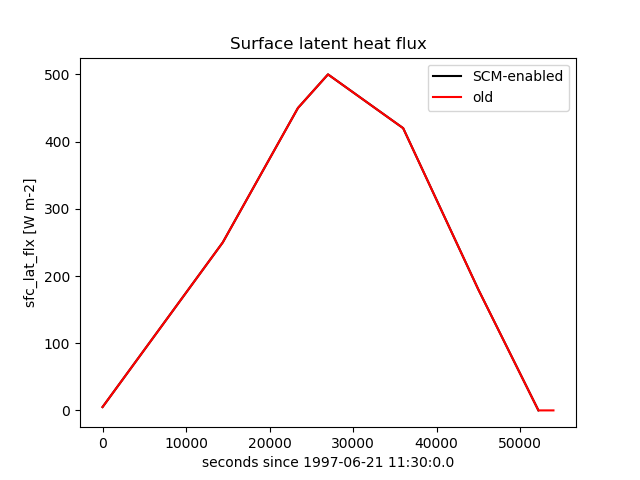 Surface latent heat flux
SCM-enabled
old
sfc_lat_flx [W m-2]
500
400
300
200
100
0
0 10000 20000 30000 40000 50000
seconds since 1997-06-21 11:30:0.0